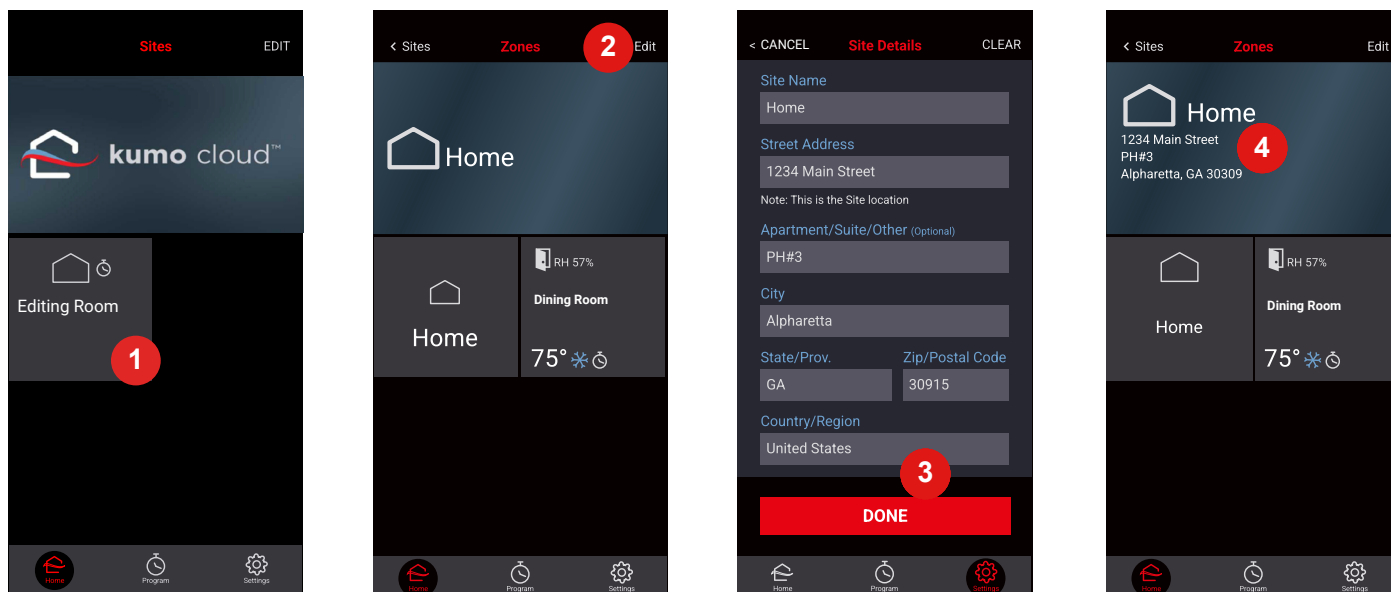 Sites EDIT
kumo cloud™
Editing Room
1
Home Program Settings
< Sites Zones 2 Edit
Home
RH 57%
Dining Room
Home
75°
Home Program Settings
< CANCEL Site Details CLEAR
Site Name
Home
Street Address
1234 Main Street
Note: This is the Site location
Apartment/Suite/Other (Optional)
PH#3
City
Alpharetta
State/Prov. Zip/Postal Code
GA 30915
Country/Region
United States
3
DONE
Home Program Settings
< Sites Zones Edit
Home
1234 Main Street
4
PH#3
Alpharetta, GA 30309
RH 57%
Dining Room
Home
75°
Home Program Settings